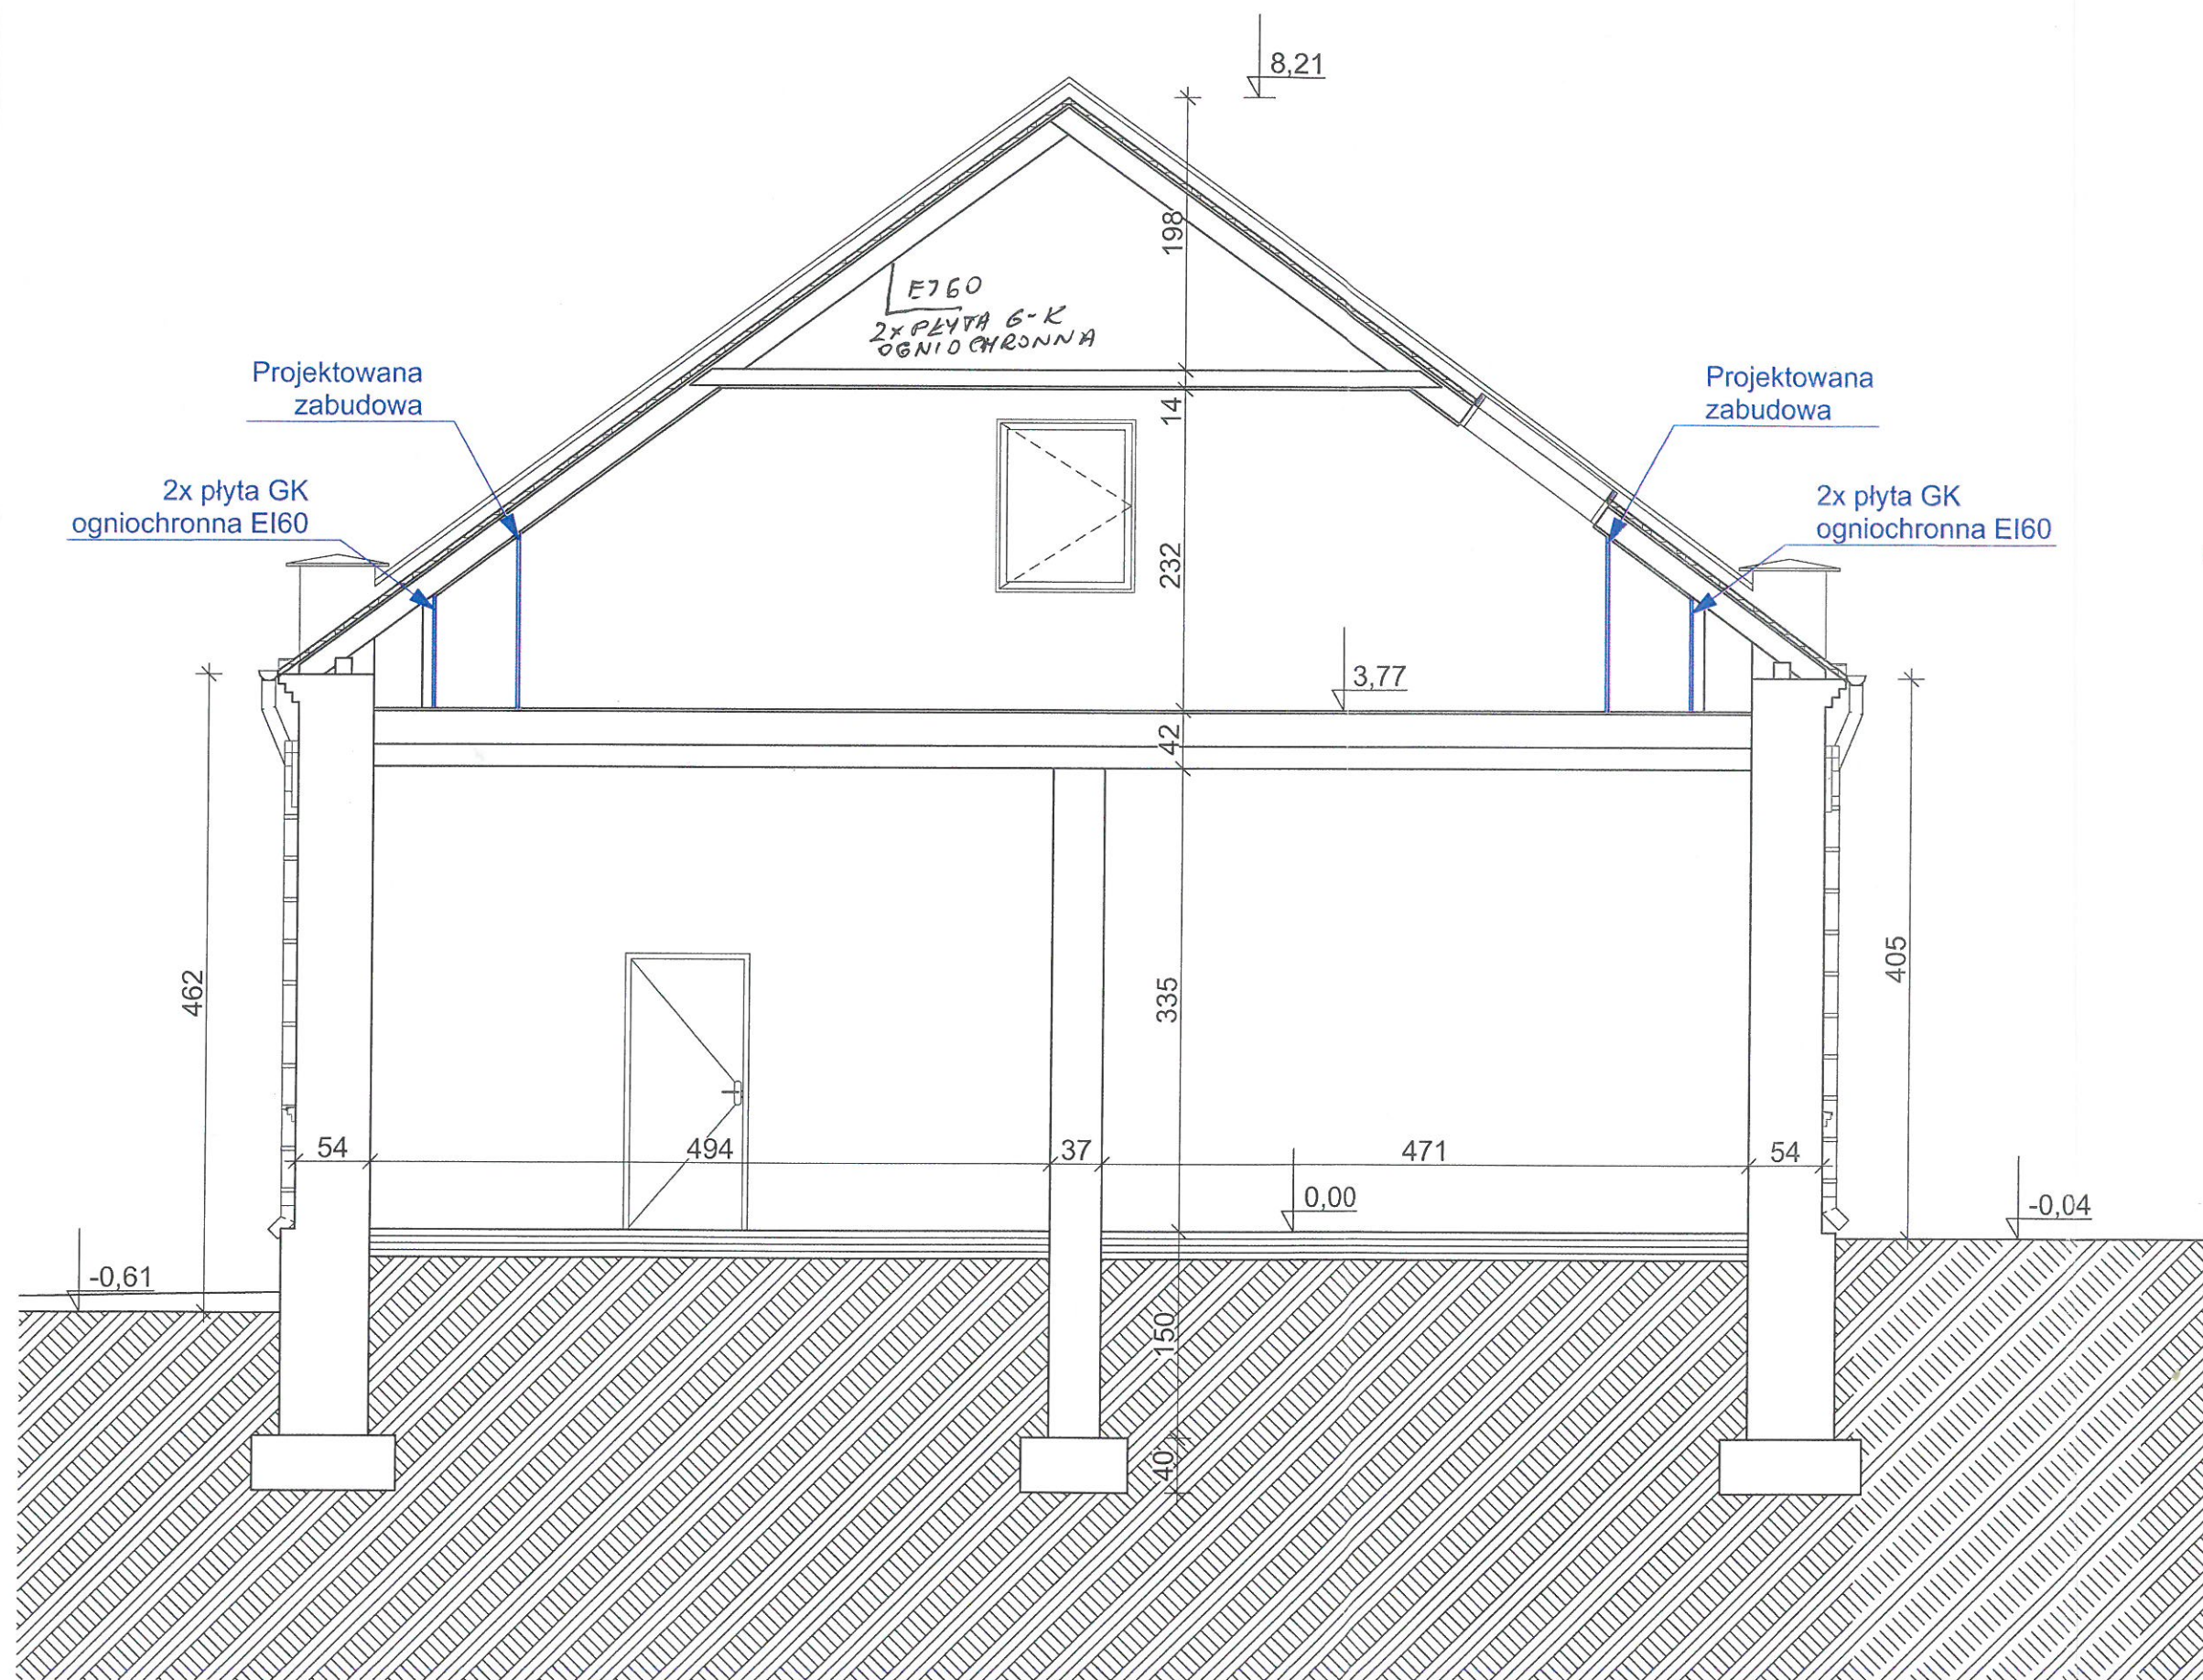 8,21
198
EI60
2x PŁYTA G-K
OGNIOCHRONNA
Projektowana
zabudowa
Projektowana
zabudowa
14
2x płyta GK
ogniochronna EI60
2x płyta GK
ogniochronna EI60
232
3,77
42
462
335
405
54
494
37
471
54
0,00
-0,04
-0,61
150
40